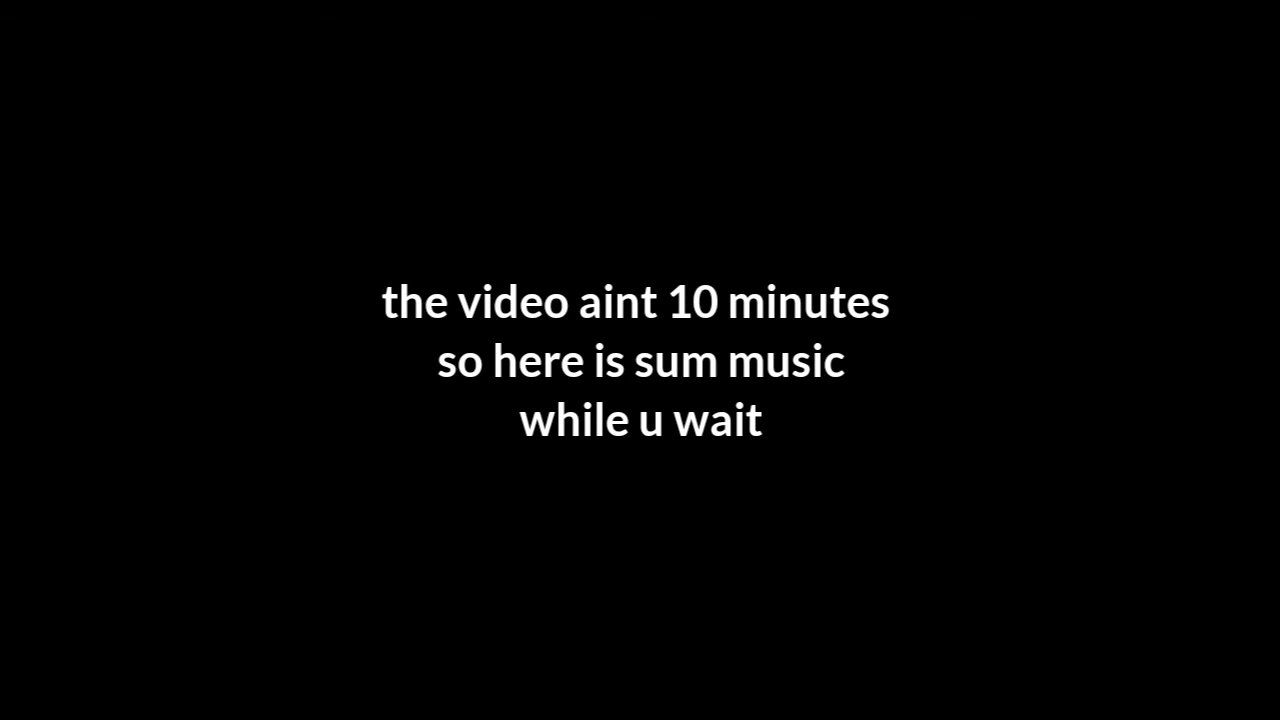 the video aint 10 minutes
so here is sum music
while u wait